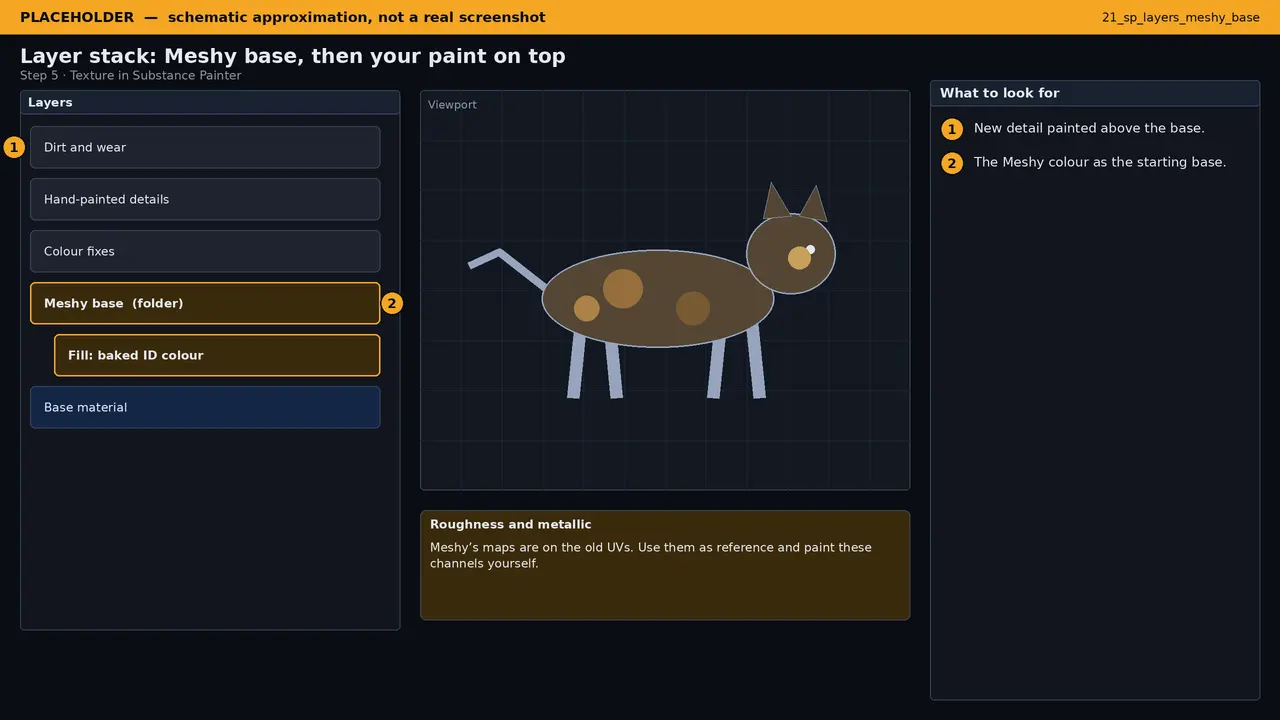 PLACEHOLDER — schematic approximation, not a real screenshot
21_sp_layers_meshy_base
Layer stack: Meshy base, then your paint on top
Step 5 · Texture in Substance Painter
Layers
1
Dirt and wear
Hand-painted details
Colour fixes
Meshy base (folder)
2
Fill: baked ID colour
Base material
Viewport
Roughness and metallic
Meshy’s maps are on the old UVs. Use them as reference and paint these
channels yourself.
What to look for
1 New detail painted above the base.
2 The Meshy colour as the starting base.